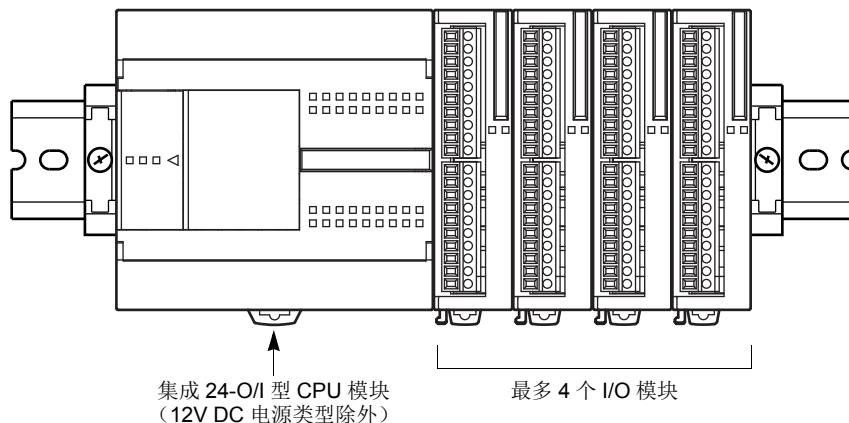 集成 24-O/I 型 CPU 模块
（12V DC 电源类型除外）
最多 4 个 I/O 模块